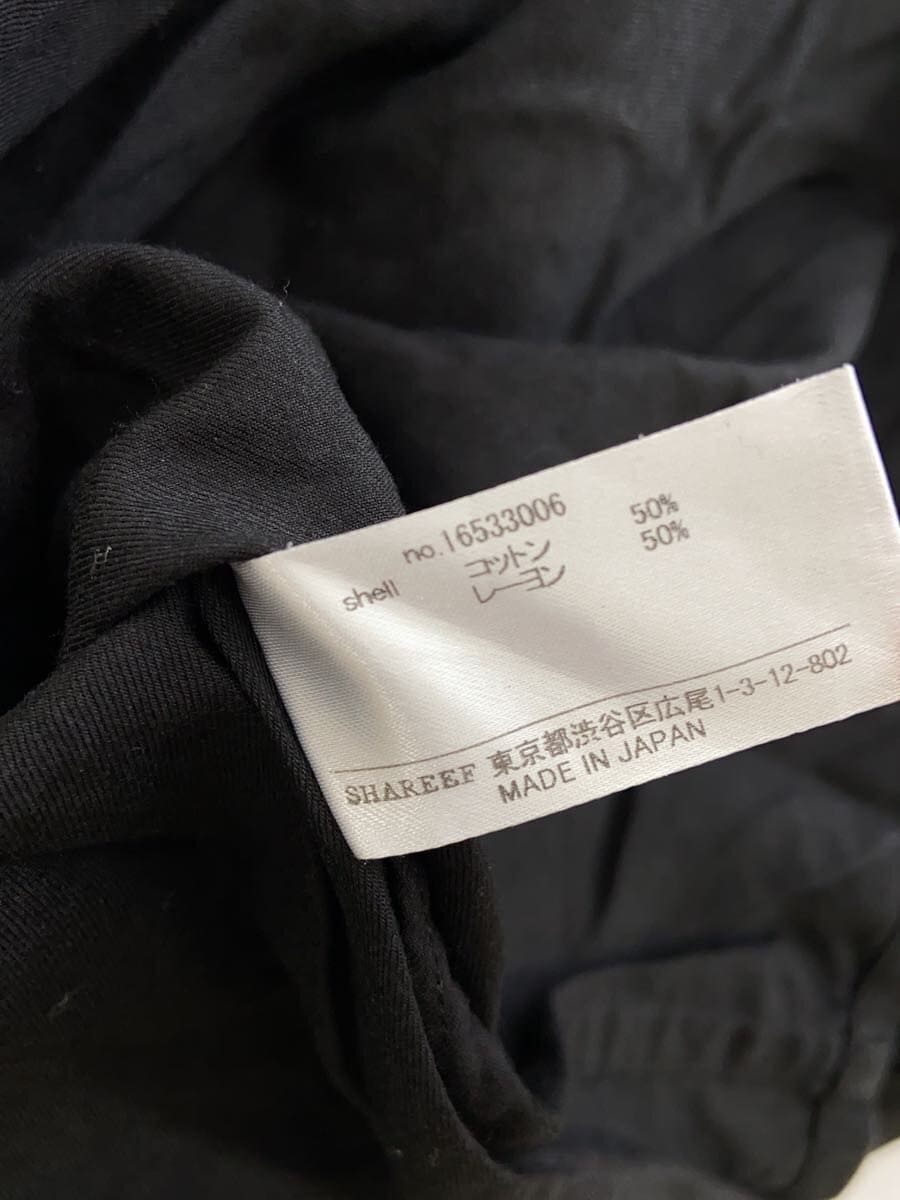 no.16533006
shell コットン 50%
レーヨン 50%
SHAREEF 東京都渋谷区広尾1-3-12-802
MADE IN JAPAN